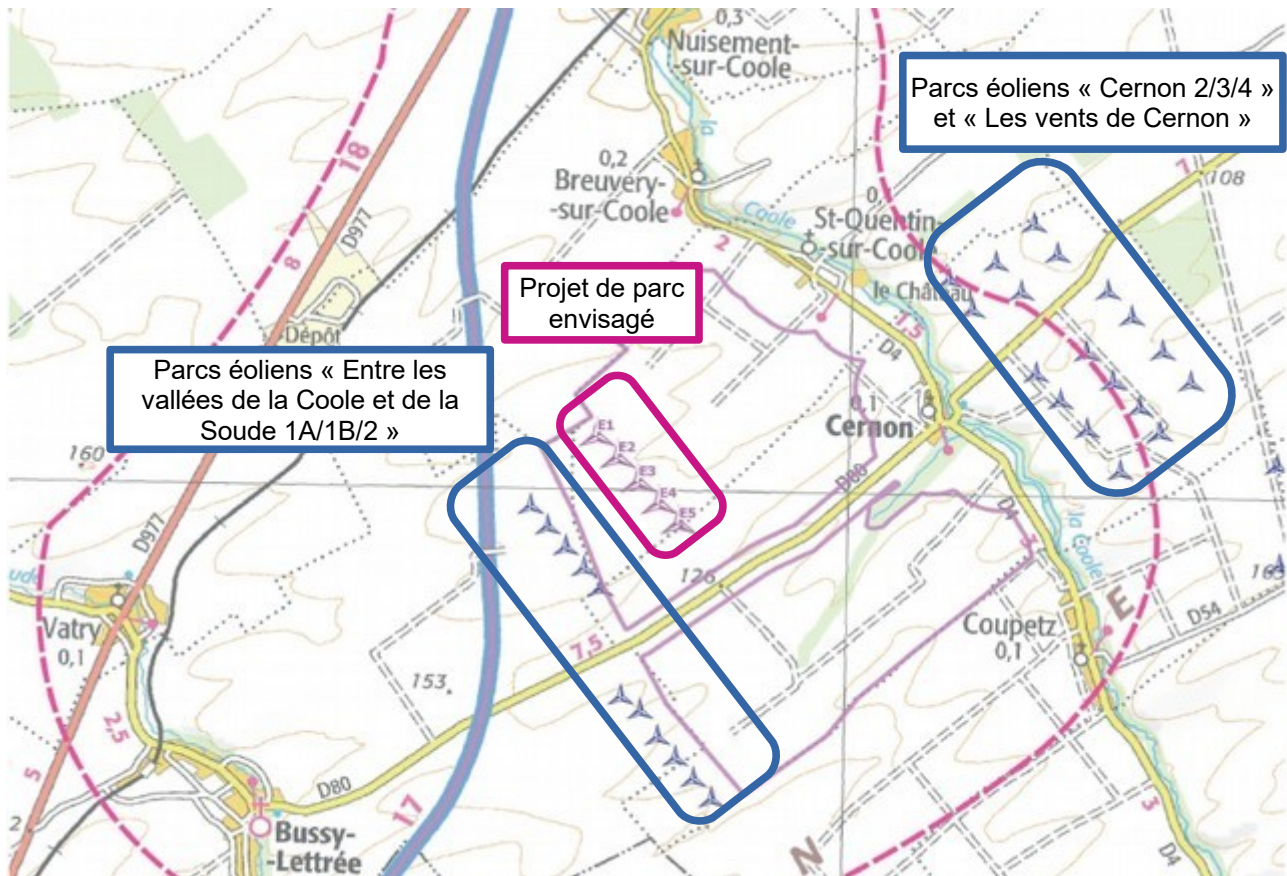 0,3
Nuisement-
-sur-Coole
la
Parcs éoliens « Cernon 2/3/4 »
et « Les vents de Cernon »
18
D977
8
0,2
Breuvery-
-sur-Coole
Coole
2
St-Quentin-
-sur-Coole
le Château
1,5
D4
7
108
Projet de parc
envisagé
Dépôt
Parcs éoliens « Entre les
vallées de la Coole et de la
Soude 1A/1B/2 »
E1
E2
E3
E4
E5
0,1
Cernon
D80
160
D977
126
D4
la Coole
Vatry
0,1
7,5
153
Coupetz
0,1
E
D54
2,5
5
D80
17
2
Bussy-
-Lettrée
N
3
D4